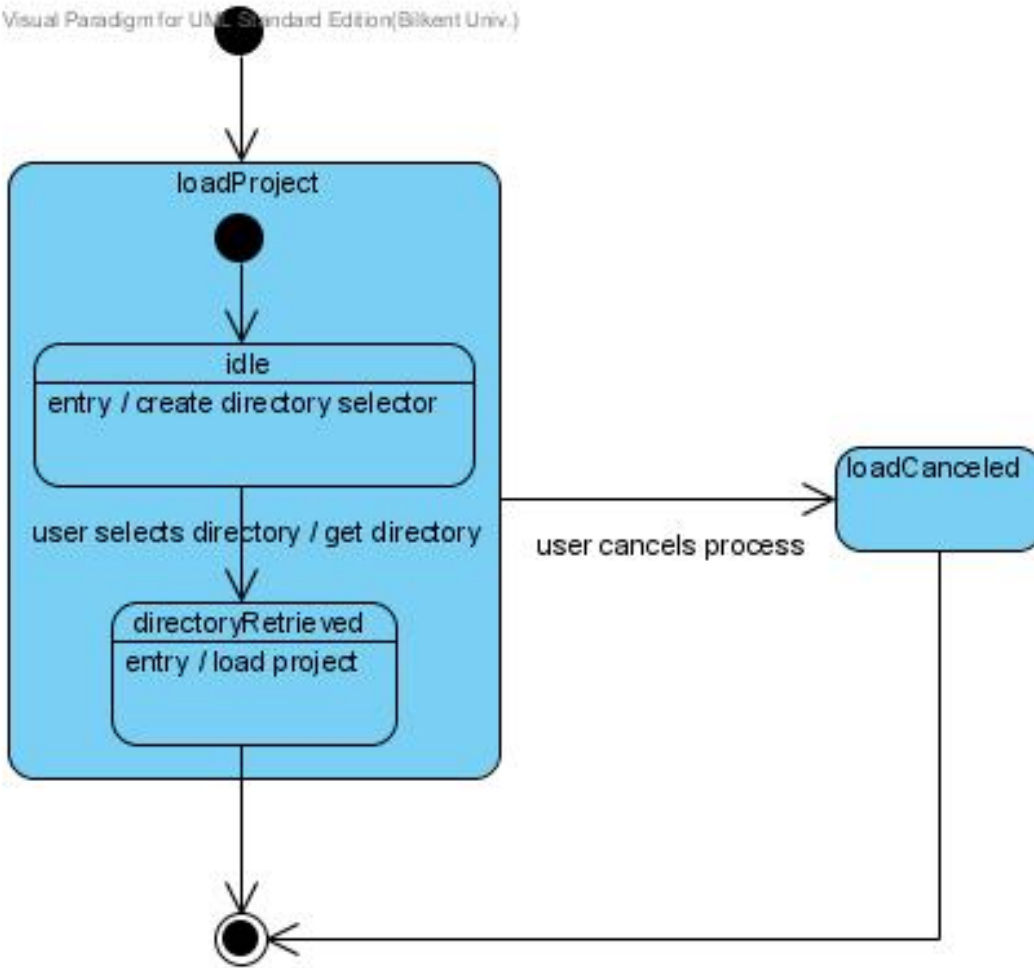 Visual Paradigm for UML Standard Edition(Bilkent Univ.)
loadProject
idle
entry / create directory selector
user selects directory / get directory
directoryRetrieved
entry / load project
user cancels process
loadCanceled